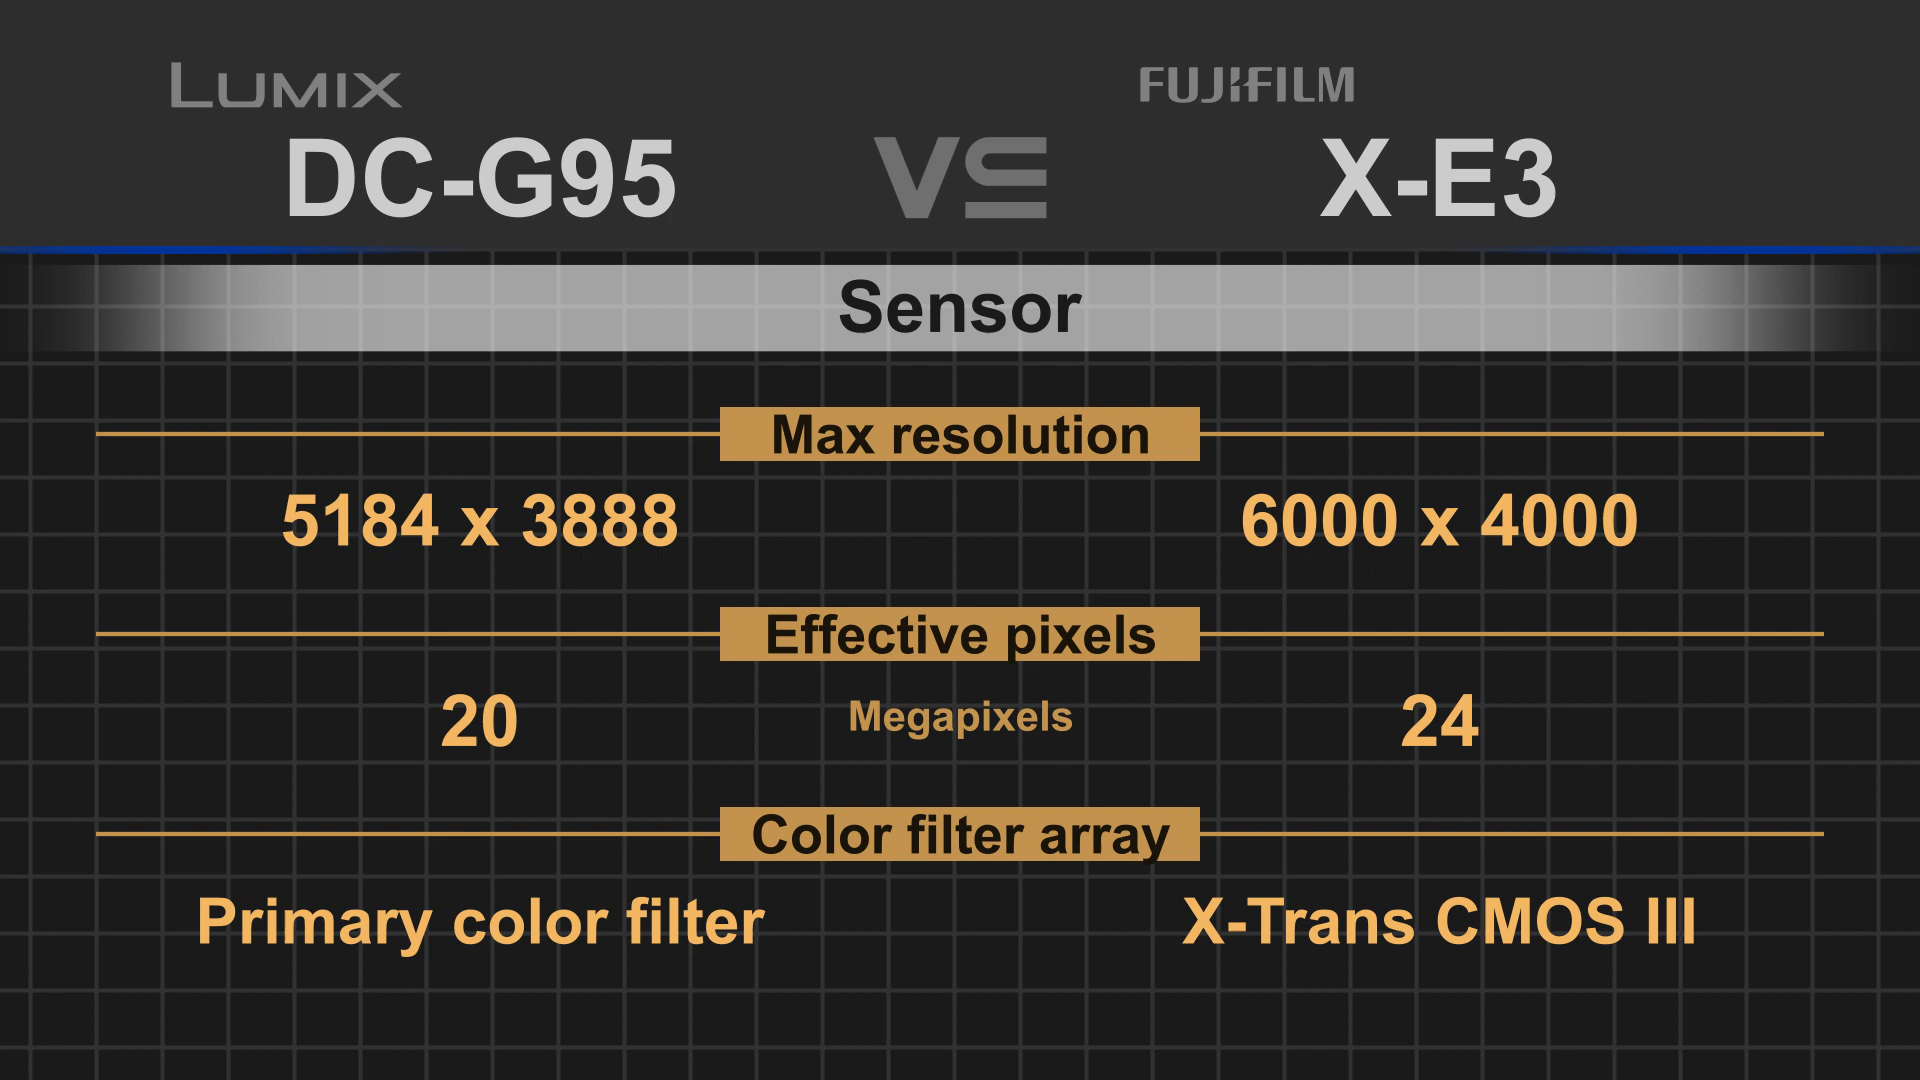 LUMIX
FUJIFILM
DC-G95
VS
X-E3
Sensor
Max resolution
5184 x 3888
6000 x 4000
Effective pixels
20
Megapixels
24
Color filter array
Primary color filter
X-Trans CMOS III